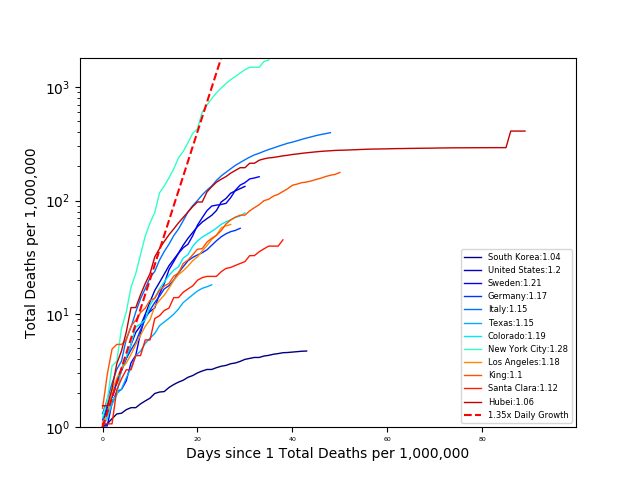 10³
10²
10¹
10⁰
Total Deaths per 1,000,000
0
20
40
60
80
Days since 1 Total Deaths per 1,000,000
South Korea:1.04
United States:1.2
Sweden:1.21
Germany:1.17
Italy:1.15
Texas:1.15
Colorado:1.19
New York City:1.28
Los Angeles:1.18
King:1.1
Santa Clara:1.12
Hubei:1.06
1.35x Daily Growth